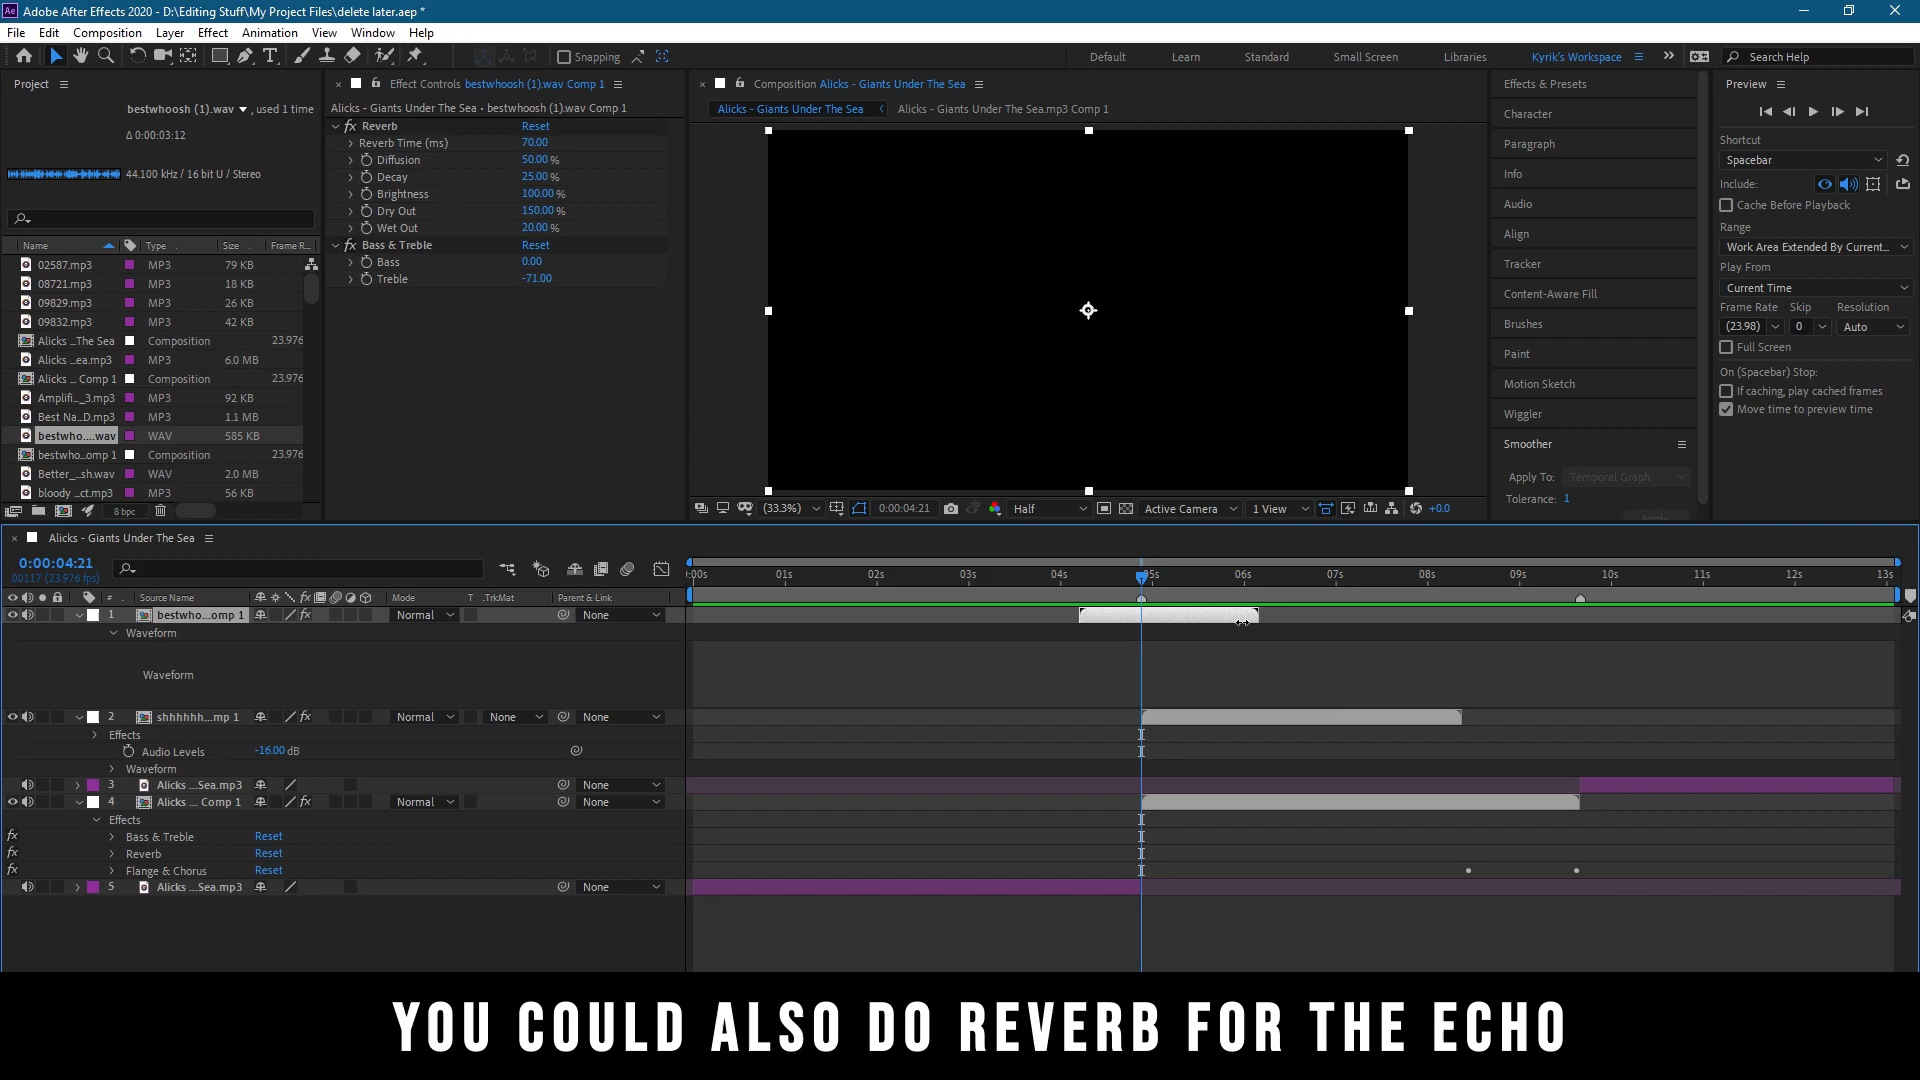 Ae Adobe After Effects 2020 - D:\Editing Stuff\My Project Files\delete later.aep *
File Edit Composition Layer Effect Animation View Window Help
Snapping
Default Learn Standard Small Screen Libraries Kyrik's Workspace Search Help
Project
bestwhoosh (1).wav , used 1 time
Δ 0:00:03:12
44.100 kHz / 16 bit U / Stereo
Name Type Size Frame R...
02587.mp3 MP3 79 KB
08721.mp3 MP3 18 KB
09829.mp3 MP3 26 KB
09832.mp3 MP3 42 KB
Alicks ...The Sea Composition 23.976
Alicks ...ea.mp3 MP3 6.0 MB
Alicks ... Comp 1 Composition 23.976
Amplifi..._3.mp3 MP3 92 KB
Best Na...D.mp3 MP3 1.1 MB
bestwho....wav WAV 585 KB
bestwho...omp 1 Composition 23.976
Better_...sh.wav WAV 2.0 MB
bloody ...ct.mp3 MP3 56 KB
8 bpc
Effect Controls bestwhoosh (1).wav Comp 1
Alicks - Giants Under The Sea • bestwhoosh (1).wav Comp 1
fx Reverb Reset
Reverb Time (ms) 70.00
Diffusion 50.00 %
Decay 25.00 %
Brightness 100.00 %
Dry Out 150.00 %
Wet Out 20.00 %
fx Bass & Treble Reset
Bass 0.00
Treble -71.00
Composition Alicks - Giants Under The Sea
Alicks - Giants Under The Sea Alicks - Giants Under The Sea.mp3 Comp 1
(33.3%) 0:00:04:21 Half Active Camera 1 View +0.0
Effects & Presets
Character
Paragraph
Info
Audio
Align
Tracker
Content-Aware Fill
Brushes
Paint
Motion Sketch
Wiggler
Smoother
Apply To: Temporal Graph
Tolerance: 1
Apply
Preview
Shortcut
Spacebar
Include:
Cache Before Playback
Range
Work Area Extended By Current...
Play From
Current Time
Frame Rate Skip Resolution
(23.98) 0 Auto
Full Screen
On (Spacebar) Stop:
If caching, play cached frames
Move time to preview time
Alicks - Giants Under The Sea
0:00:04:21
00117 (23.976 fps)
:00s 01s 02s 03s 04s 05s 06s 07s 08s 09s 10s 11s 12s 13s
# Source Name fx Mode T .TrkMat Parent & Link
1 bestwho...omp 1 fx Normal None
Waveform
Waveform
2 shhhhhh...mp 1 fx Normal None None
Effects
Audio Levels -16.00 dB
Waveform
3 Alicks ...Sea.mp3 None
4 Alicks ... Comp 1 fx Normal None
Effects
fx Bass & Treble Reset
fx Reverb Reset
fx Flange & Chorus Reset
5 Alicks ...Sea.mp3 None
YOU COULD ALSO DO REVERB FOR THE ECHO